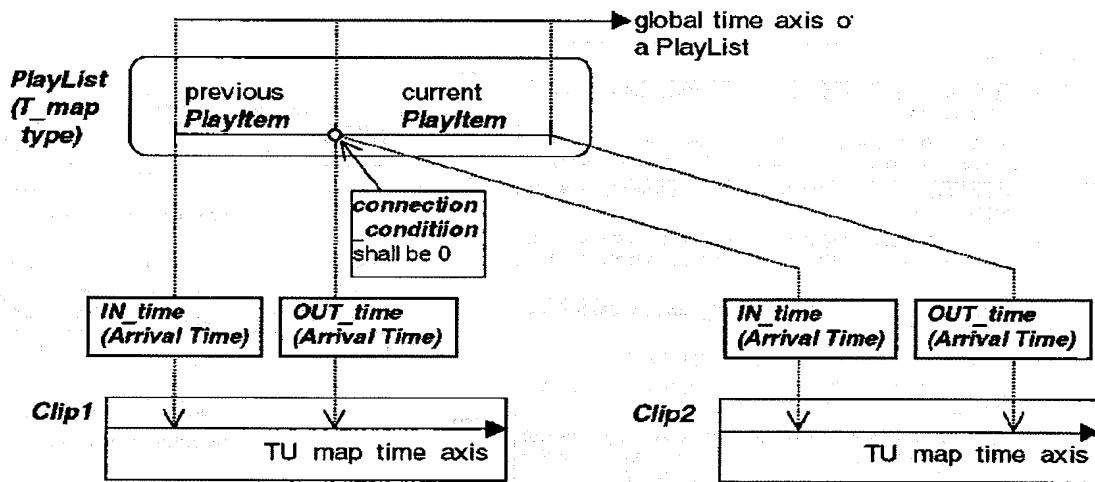 global time axis o
a PlayList
PlayList
(T_map
type)
previous
PlayItem
current
PlayItem
connection
_conditiion
shall be 0
IN_time
(Arrival Time)
OUT_time
(Arrival Time)
IN_time
(Arrival Time)
OUT_time
(Arrival Time)
Clip1
TU map time axis
Clip2
TU map time axis